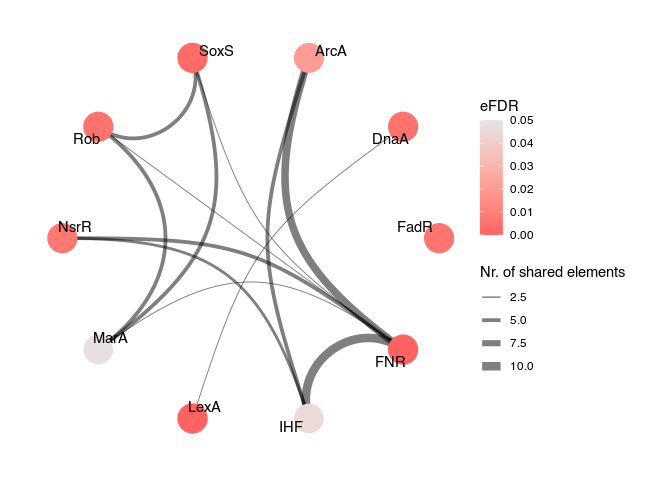 SoxS
ArcA
Rob
DnaA
NsrR
FadR
MarA
FNR
LexA
IHF
eFDR
0.05
0.04
0.03
0.02
0.01
0.00
Nr. of shared elements
2.5
5.0
7.5
10.0